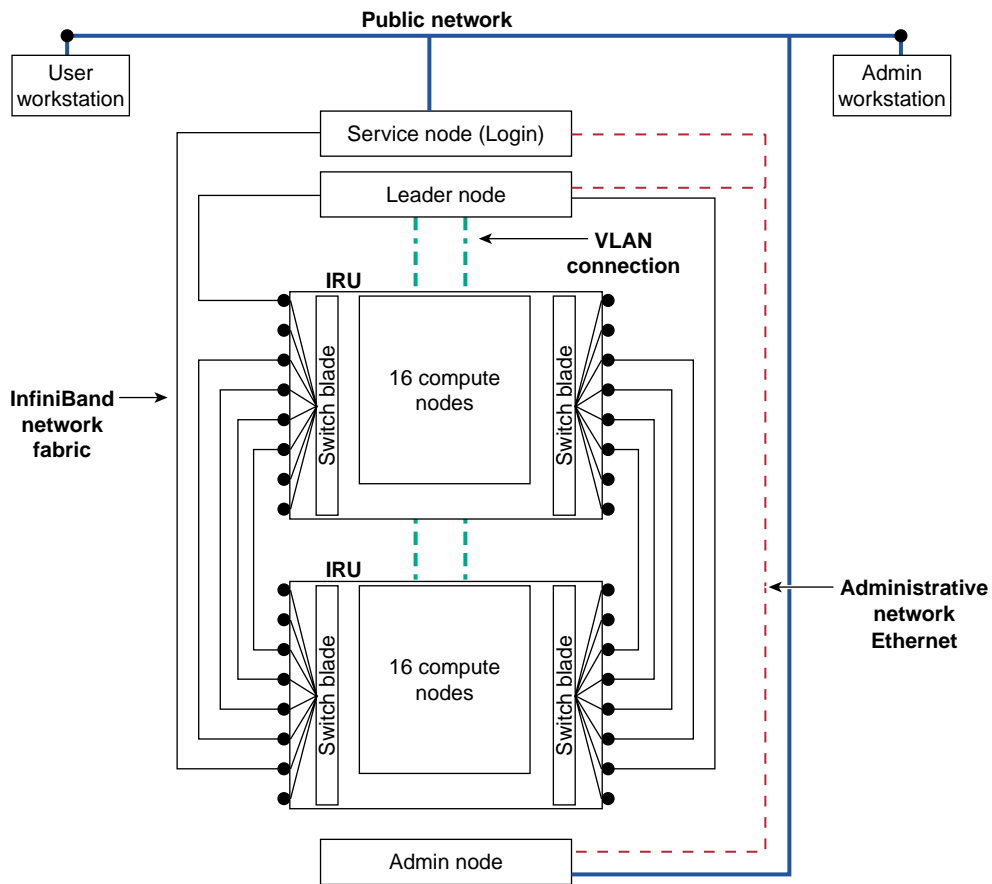 Public network
User
workstation
Admin
workstation
Service node (Login)
Leader node
VLAN
connection
IRU
Switch blade
16 compute
nodes
Switch blade
InfiniBand
network
fabric
IRU
Switch blade
16 compute
nodes
Switch blade
Administrative
network
Ethernet
Admin node